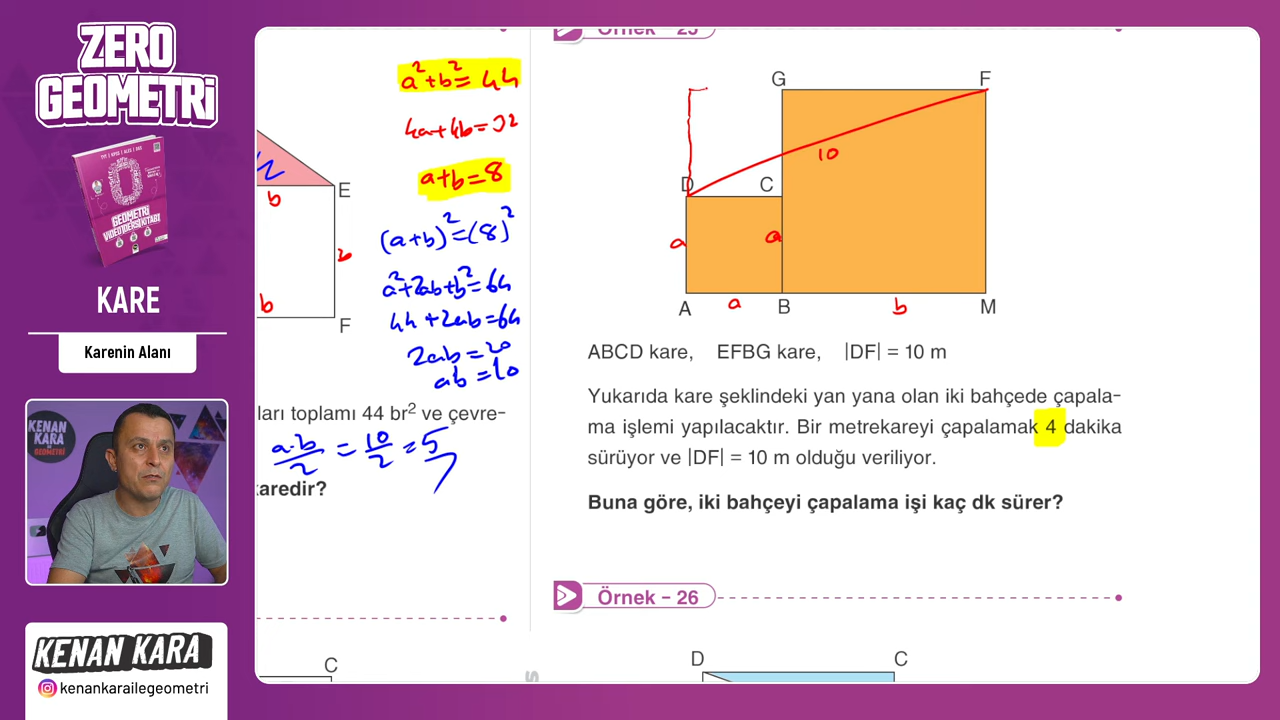 ZERO
GEOMETRİ
GEOMETRİ
VİDEO DERS KİTABI
KARE
Karenin Alanı
KENAN
KARA
KENAN KARA
kenankarailegeometri
a²+b²=44
4a+4b=32
a+b=8
(a+b)²=(8)²
a²+2ab+b²=64
44+2ab=64
2ab=20
ab=10
E
b
b
b
F
ları toplamı 44 br² ve çevre-
a.b/2 = 10/2 = 5
karedir?
C
Örnek - 25
G F
10
D C
a a
A a B b M
ABCD kare, EFBG kare, |DF| = 10 m
Yukarıda kare şeklindeki yan yana olan iki bahçede çapala-
ma işlemi yapılacaktır. Bir metrekareyi çapalamak 4 dakika
sürüyor ve |DF| = 10 m olduğu veriliyor.
Buna göre, iki bahçeyi çapalama işi kaç dk sürer?
Örnek - 26
D C